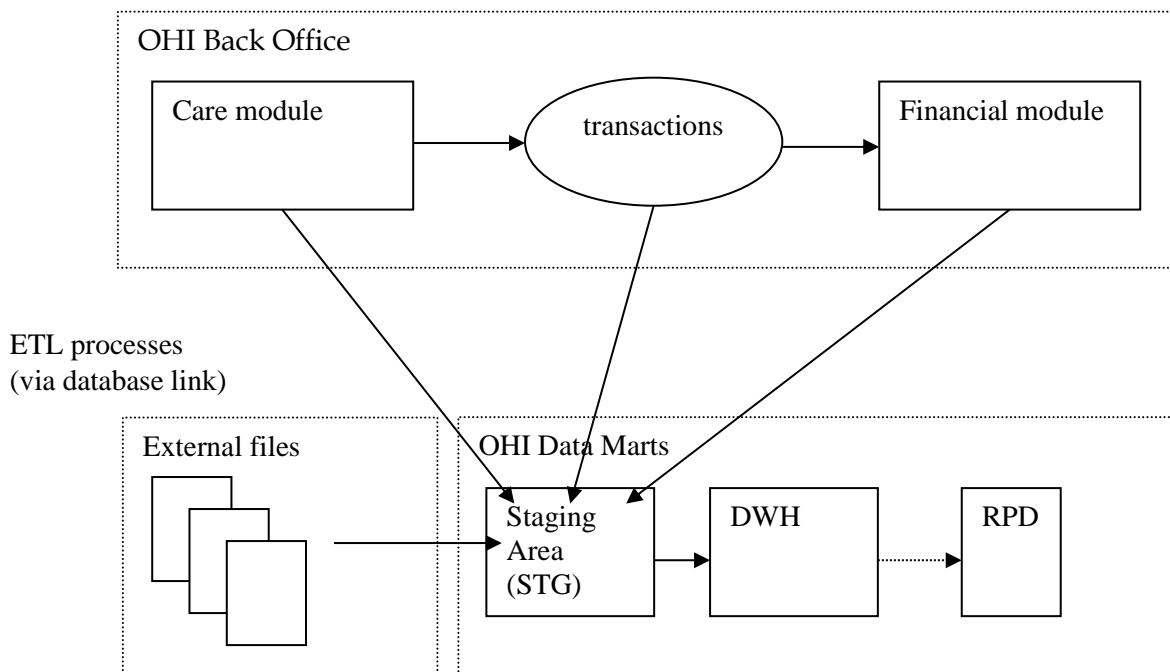 OHI Back Office
Care module
transactions
Financial module
ETL processes
(via database link)
External files
OHI Data Marts
Staging
Area
(STG)
DWH
RPD